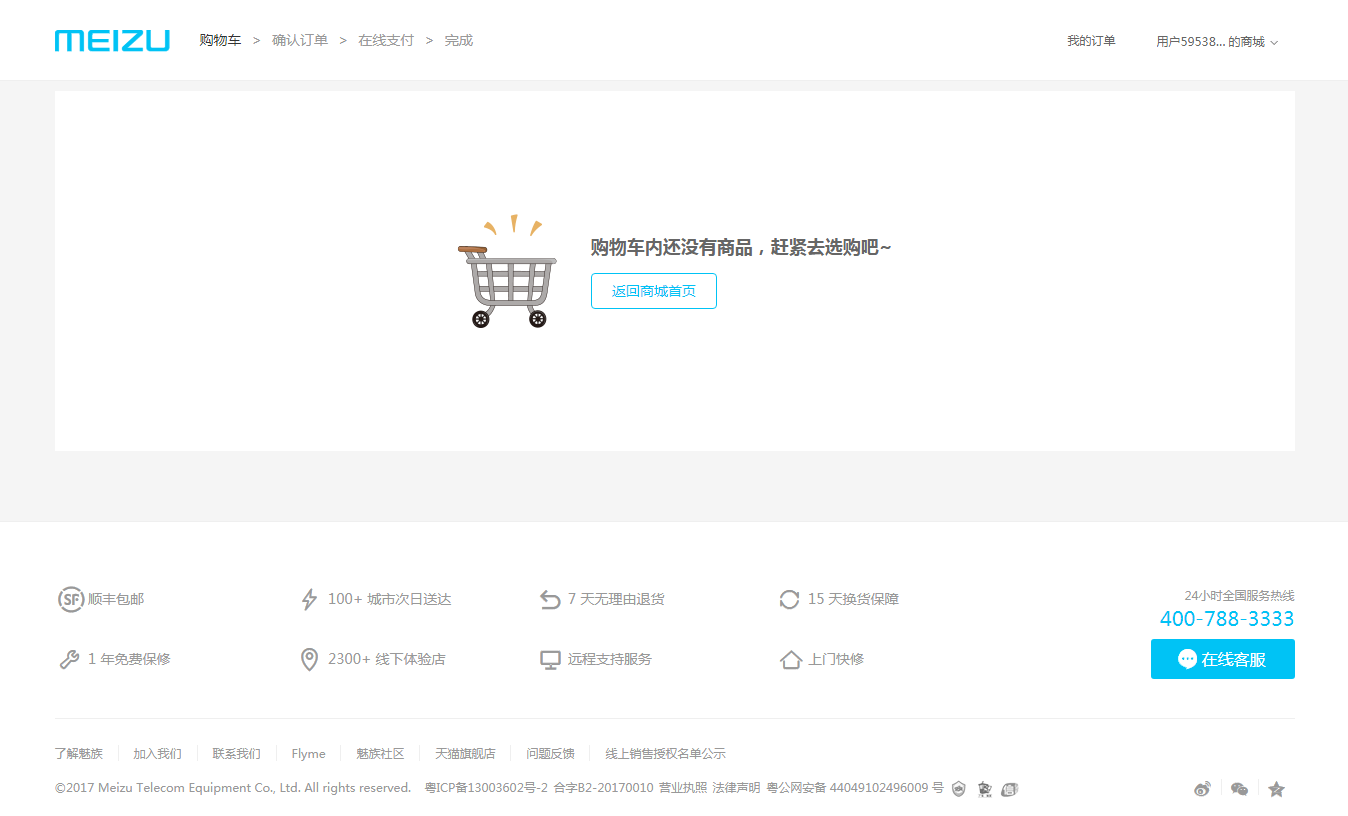 MEIZU 购物车 > 确认订单 > 在线支付 > 完成 我的订单 用户59538... 的商城
购物车内还没有商品，赶紧去选购吧~
返回商城首页
SF 顺丰包邮 100+ 城市次日送达 7 天无理由退货 15 天换货保障
24小时全国服务热线
400-788-3333
1 年免费保修 2300+ 线下体验店 远程支持服务 上门快修
在线客服
了解魅族 加入我们 联系我们 Flyme 魅族社区 天猫旗舰店 问题反馈 线上销售授权名单公示
©2017 Meizu Telecom Equipment Co., Ltd. All rights reserved. 粤ICP备13003602号-2 合字B2-20170010 营业执照 法律声明 粤公网安备 44049102496009 号